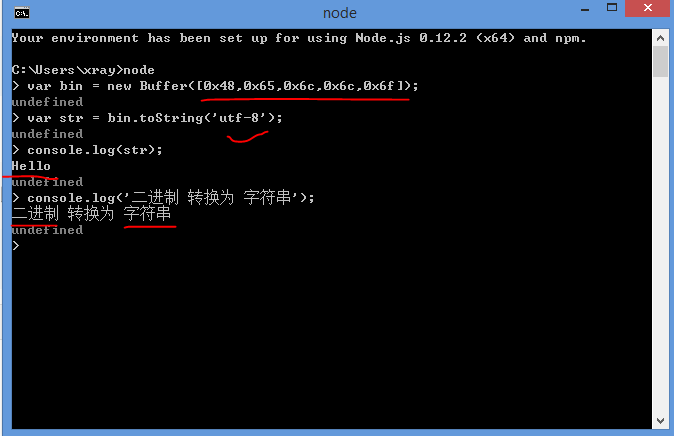 node
Your environment has been set up for using Node.js 0.12.2 (x64) and npm.
C:\Users\xray>node
> var bin = new Buffer([0x48,0x65,0x6c,0x6c,0x6f]);
undefined
> var str = bin.toString('utf-8');
undefined
> console.log(str);
Hello
undefined
> console.log('二进制 转换为 字符串');
二进制 转换为 字符串
undefined
>